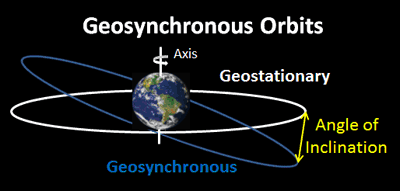 Geosynchronous Orbits
Axis
Geostationary
Angle of
Inclination
Geosynchronous